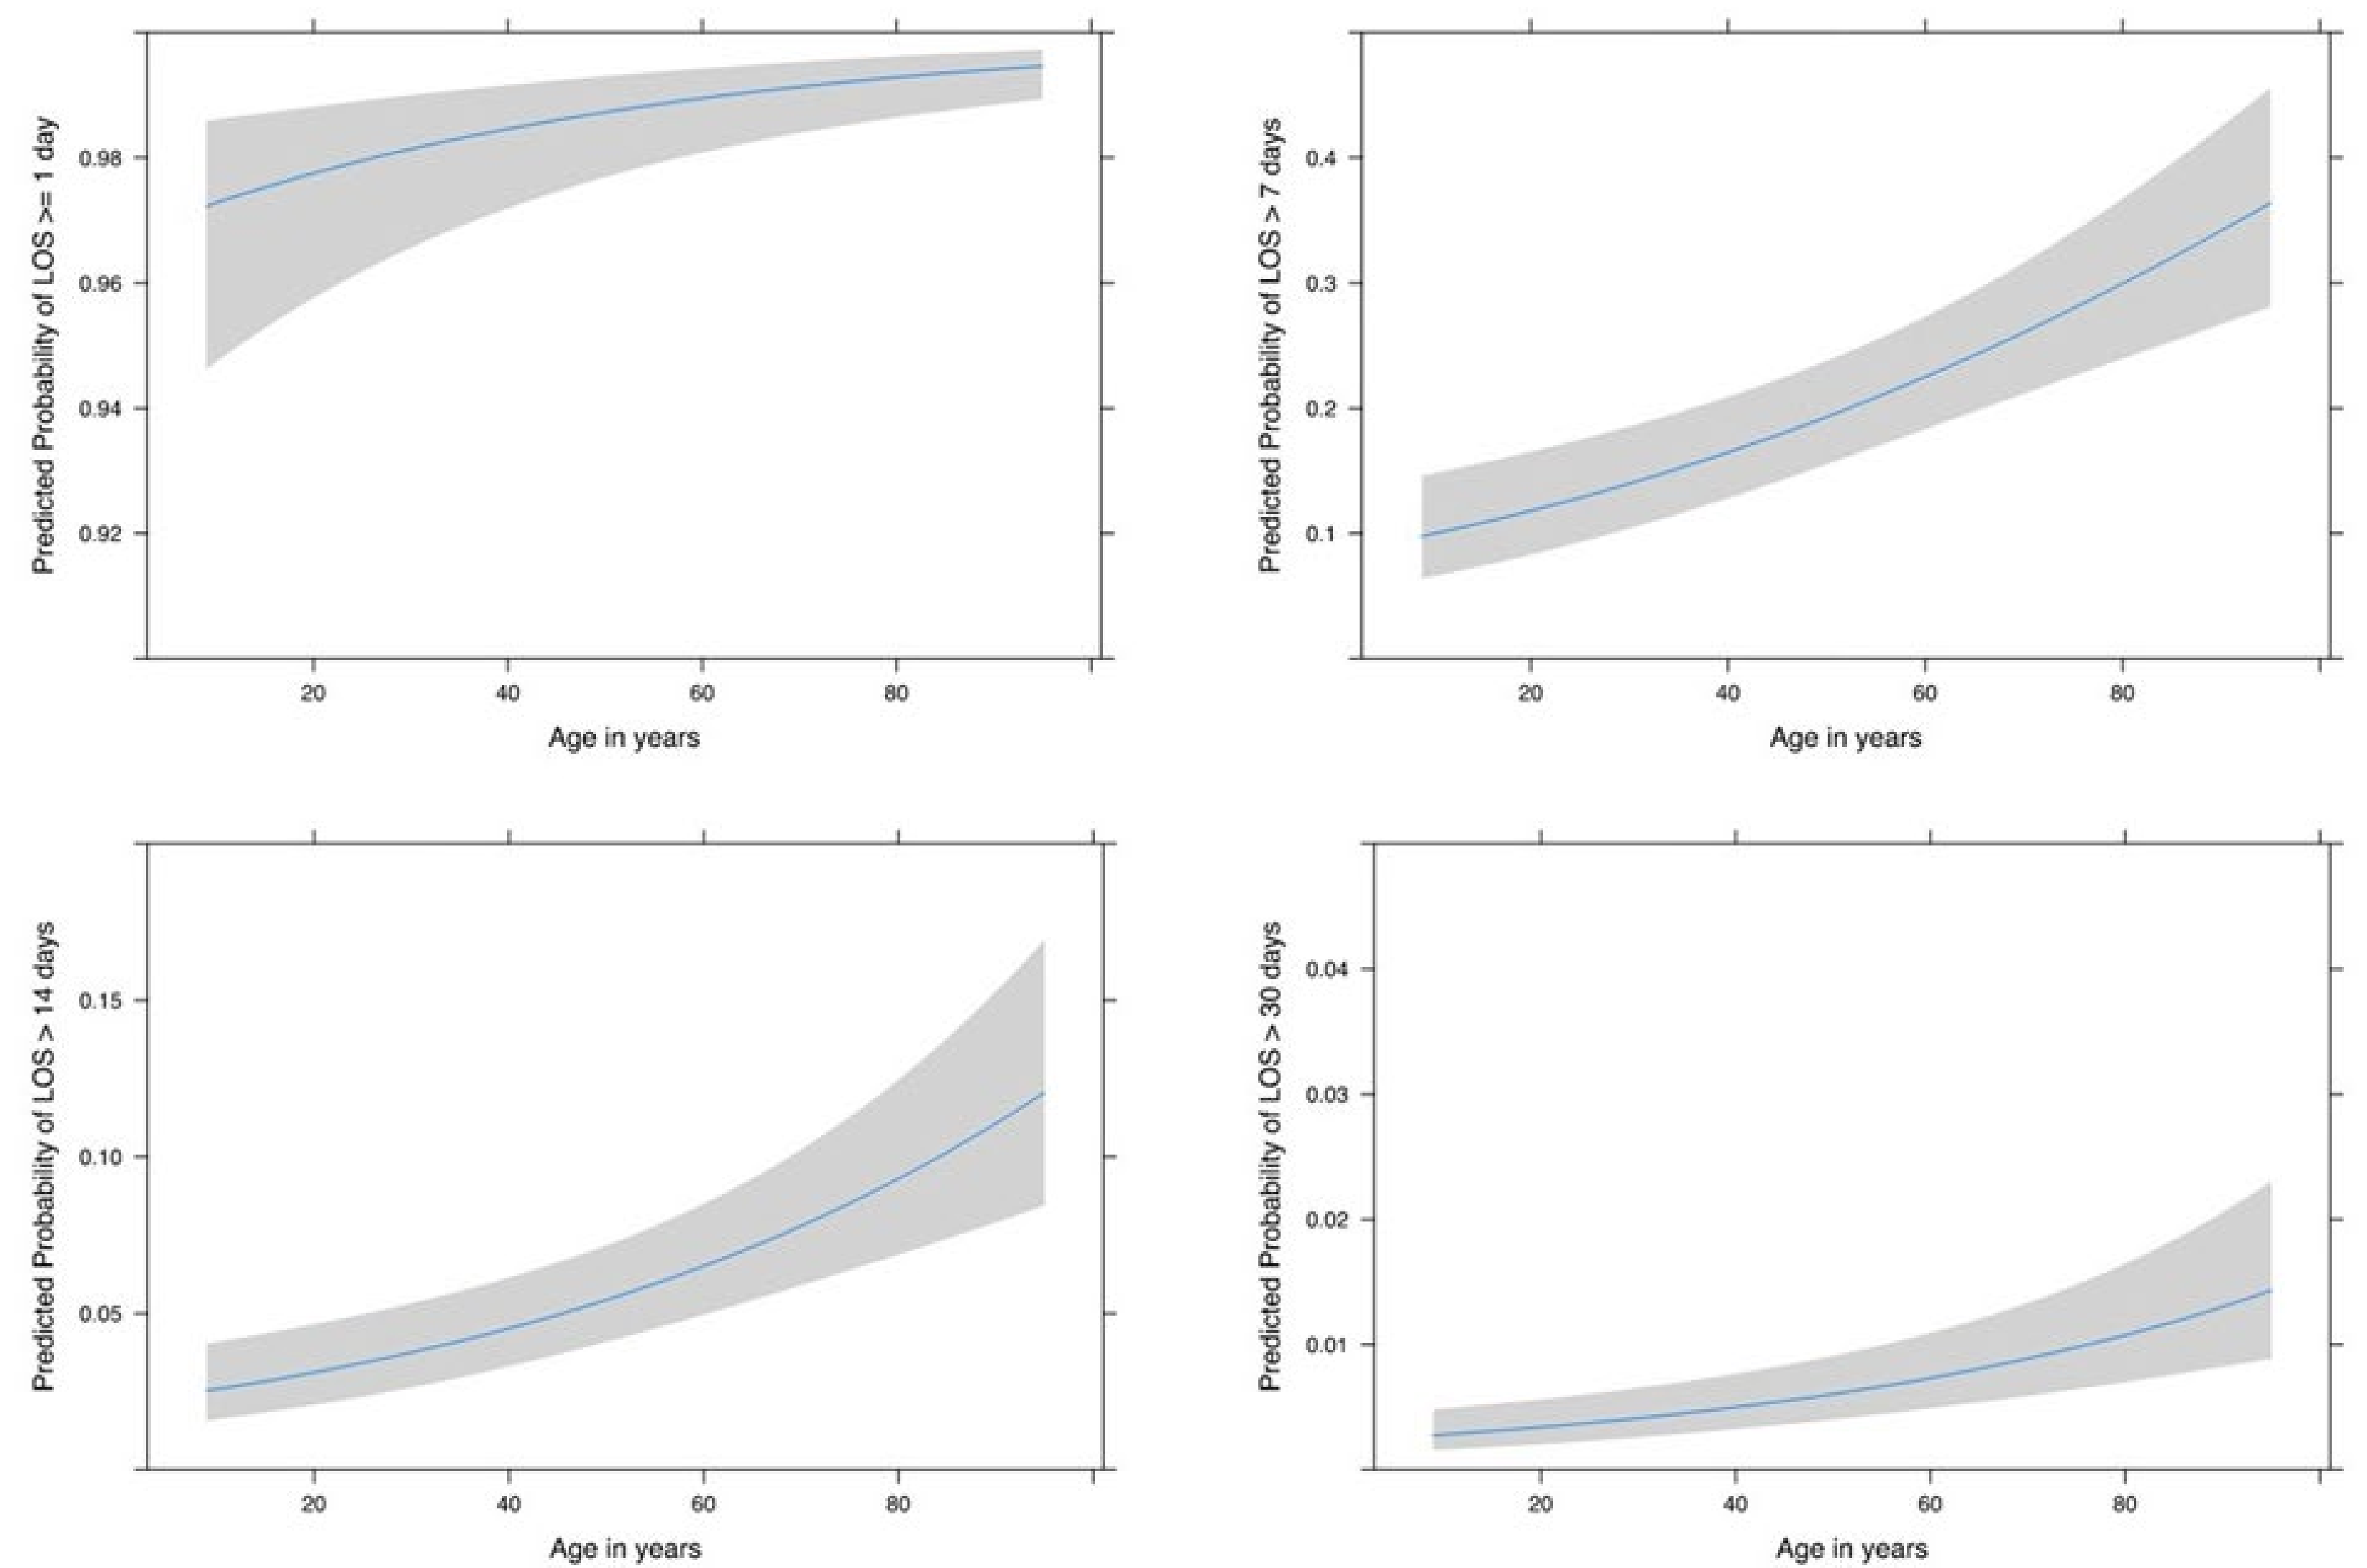 Predicted Probability of LOS >= 1 day
0.98
0.96
0.94
0.92
20 40 60 80
Age in years
Predicted Probability of LOS > 7 days
0.4
0.3
0.2
0.1
20 40 60 80
Age in years
Predicted Probability of LOS > 14 days
0.15
0.10
0.05
20 40 60 80
Age in years
Predicted Probability of LOS > 30 days
0.04
0.03
0.02
0.01
20 40 60 80
Age in years